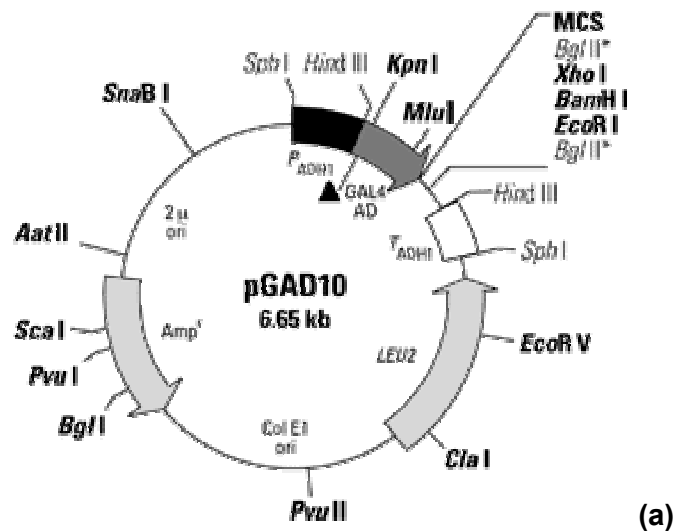 MCS
Bgl II*
Xho I
BamH I
EcoR I
Bgl II*
Sph I
Hind III
Kpn I
Mlu I
SnaB I
P ADH1
GAL4
AD
Hind III
2 μ
ori
T ADH1
Sph I
Aat II
pGAD10
6.65 kb
Sca I
Amp r
LEU2
EcoR V
Pvu I
Bgl I
Col E1
ori
Cla I
Pvu II
(a)